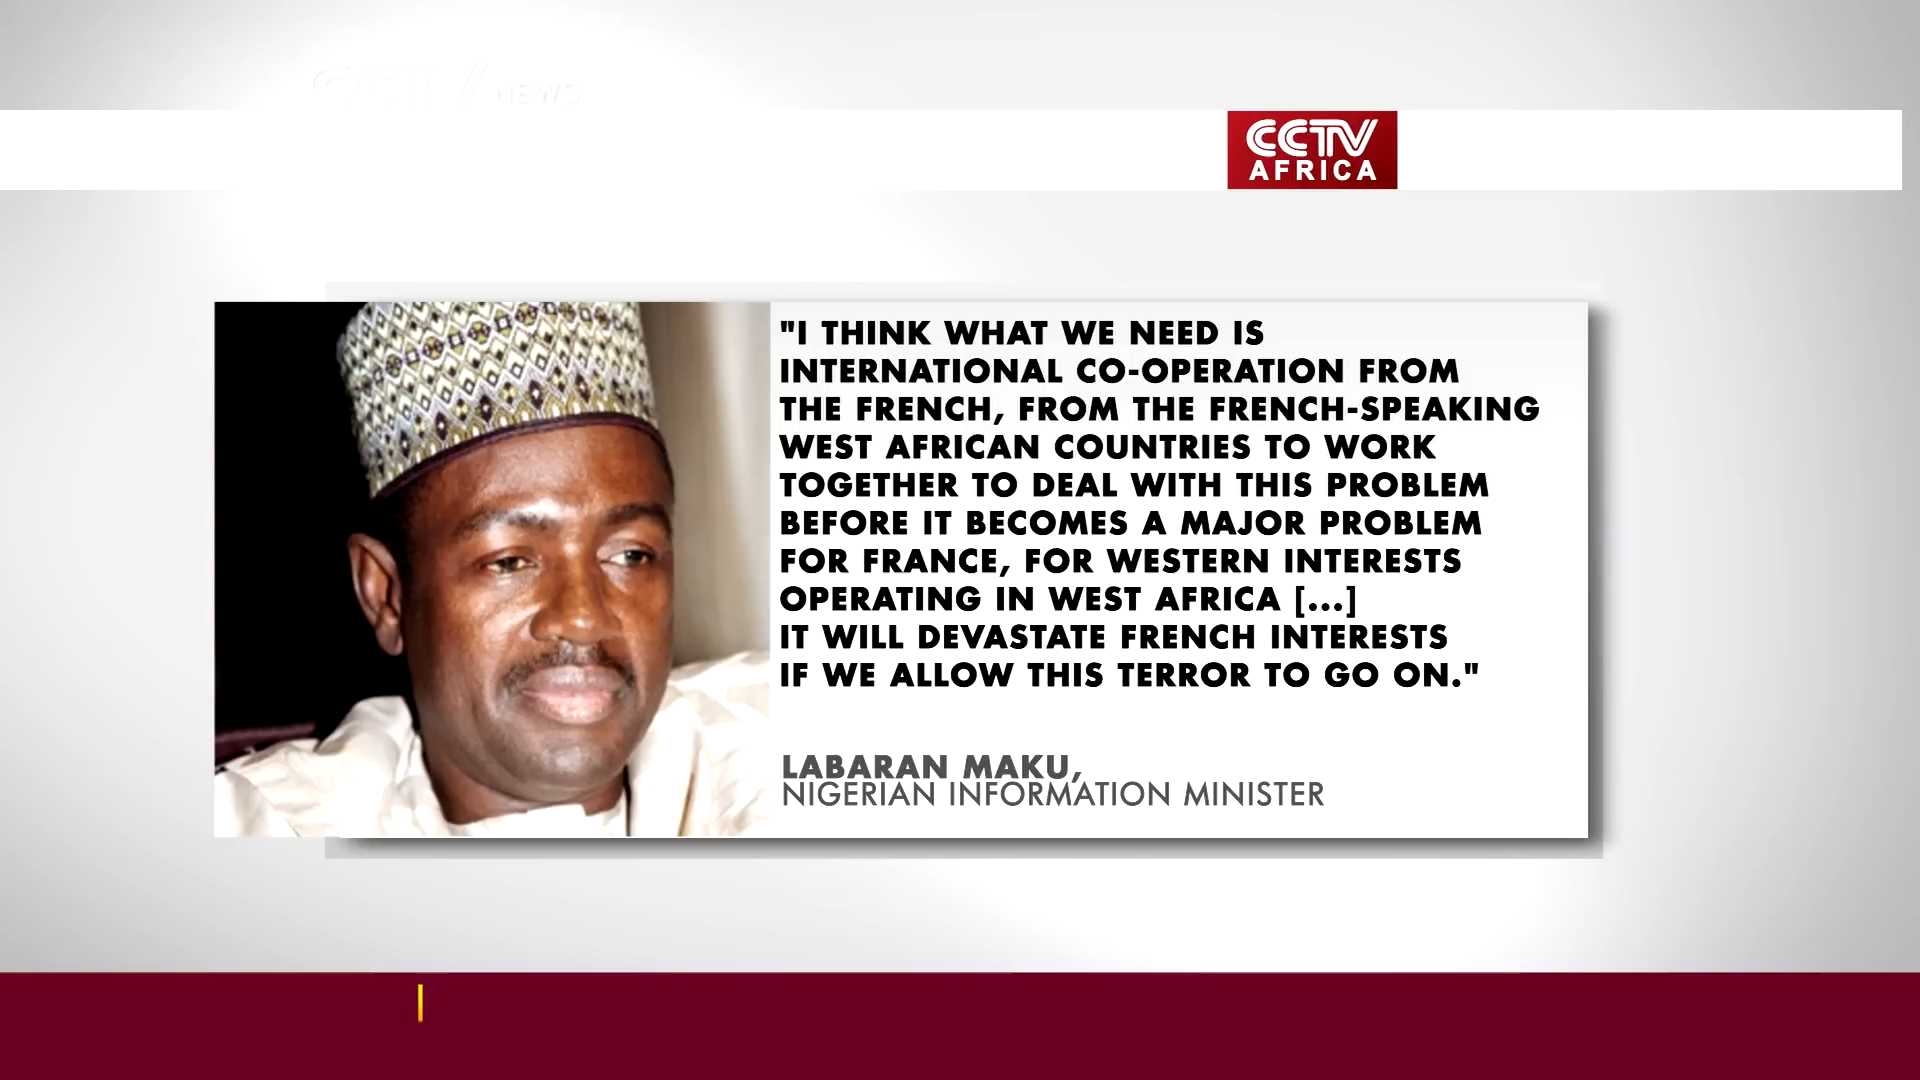 CCTV NEWS
CCTV
AFRICA
"I THINK WHAT WE NEED IS
INTERNATIONAL CO-OPERATION FROM
THE FRENCH, FROM THE FRENCH-SPEAKING
WEST AFRICAN COUNTRIES TO WORK
TOGETHER TO DEAL WITH THIS PROBLEM
BEFORE IT BECOMES A MAJOR PROBLEM
FOR FRANCE, FOR WESTERN INTERESTS
OPERATING IN WEST AFRICA [...]
IT WILL DEVASTATE FRENCH INTERESTS
IF WE ALLOW THIS TERROR TO GO ON."
LABARAN MAKU,
NIGERIAN INFORMATION MINISTER